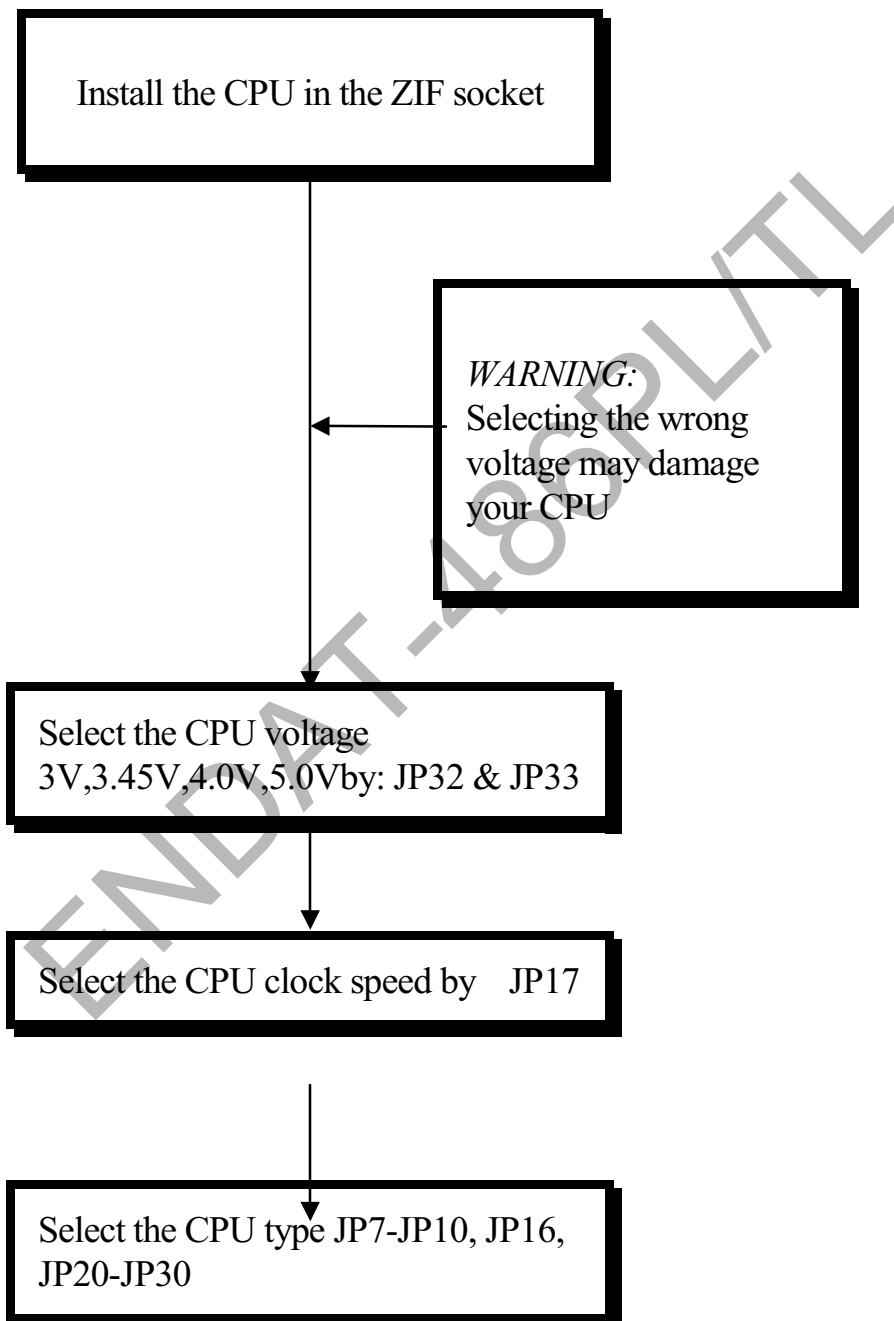 Install the CPU in the ZIF socket
WARNING:
Selecting the wrong
voltage may damage
your CPU
Select the CPU voltage
3V,3.45V,4.0V,5.0Vby: JP32 & JP33
Select the CPU clock speed by JP17
Select the CPU type JP7-JP10, JP16,
JP20-JP30
ENDAT-486PL/TL